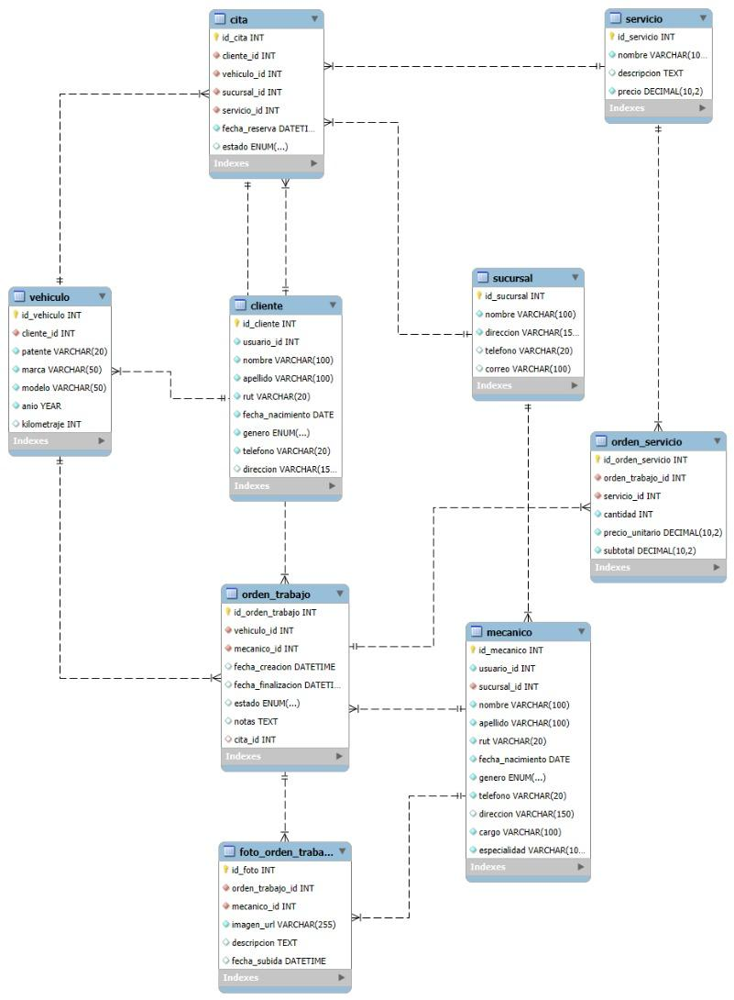 cita
id_cita INT
cliente_id INT
vehiculo_id INT
sucursal_id INT
servicio_id INT
fecha_reserva DATETI...
estado ENUM(...)
Indexes
servicio
id_servicio INT
nombre VARCHAR(10...
descripcion TEXT
precio DECIMAL(10,2)
Indexes
vehiculo
id_vehiculo INT
cliente_id INT
patente VARCHAR(20)
marca VARCHAR(50)
modelo VARCHAR(50)
anio YEAR
kilometraje INT
Indexes
cliente
id_cliente INT
usuario_id INT
nombre VARCHAR(100)
apellido VARCHAR(100)
rut VARCHAR(20)
fecha_nacimiento DATE
genero ENUM(...)
telefono VARCHAR(20)
direccion VARCHAR(15...
Indexes
sucursal
id_sucursal INT
nombre VARCHAR(100)
direccion VARCHAR(15...
telefono VARCHAR(20)
correo VARCHAR(100)
Indexes
orden_servicio
id_orden_servicio INT
orden_trabajo_id INT
servicio_id INT
cantidad INT
precio_unitario DECIMAL(10,2)
subtotal DECIMAL(10,2)
Indexes
orden_trabajo
id_orden_trabajo INT
vehiculo_id INT
mecanico_id INT
fecha_creacion DATETIME
fecha_finalizacion DATETI...
estado ENUM(...)
notas TEXT
cita_id INT
Indexes
mecanico
id_mecanico INT
usuario_id INT
sucursal_id INT
nombre VARCHAR(100)
apellido VARCHAR(100)
rut VARCHAR(20)
fecha_nacimiento DATE
genero ENUM(...)
telefono VARCHAR(20)
direccion VARCHAR(150)
cargo VARCHAR(100)
especialidad VARCHAR(10...
Indexes
foto_orden_traba...
id_foto INT
orden_trabajo_id INT
mecanico_id INT
imagen_url VARCHAR(255)
descripcion TEXT
fecha_subida DATETIME
Indexes